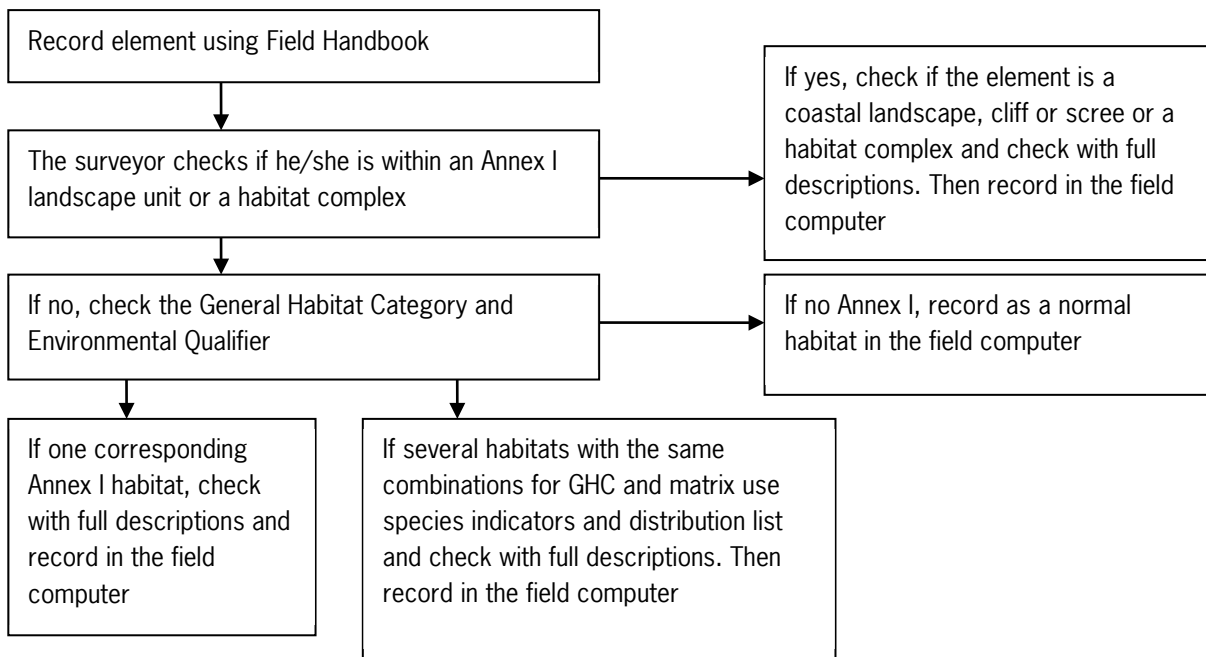 Record element using Field Handbook
If yes, check if the element is a
coastal landscape, cliff or scree or a
habitat complex and check with full
descriptions. Then record in the field
computer
The surveyor checks if he/she is within an Annex I
landscape unit or a habitat complex
If no, check the General Habitat Category and
Environmental Qualifier
If no Annex I, record as a normal
habitat in the field computer
If one corresponding
Annex I habitat, check
with full descriptions and
record in the field
computer
If several habitats with the same
combinations for GHC and matrix use
species indicators and distribution list
and check with full descriptions. Then
record in the field computer